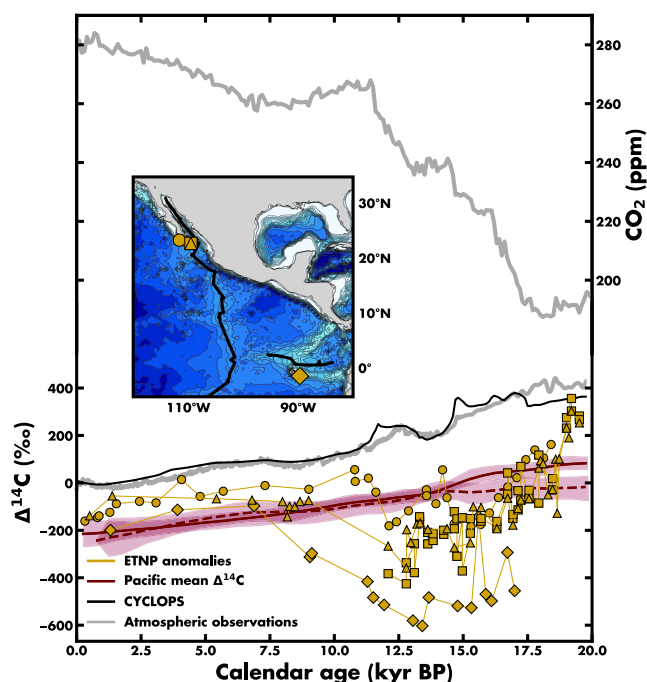 280
260
240
220
200
CO₂ (ppm)
30°N
20°N
10°N
0°
110°W
90°W
400
200
0
−200
−400
−600
Δ¹⁴C (‰)
ETNP anomalies
Pacific mean Δ¹⁴C
CYCLOPS
Atmospheric observations
0.0 2.5 5.0 7.5 10.0 12.5 15.0 17.5 20.0
Calendar age (kyr BP)